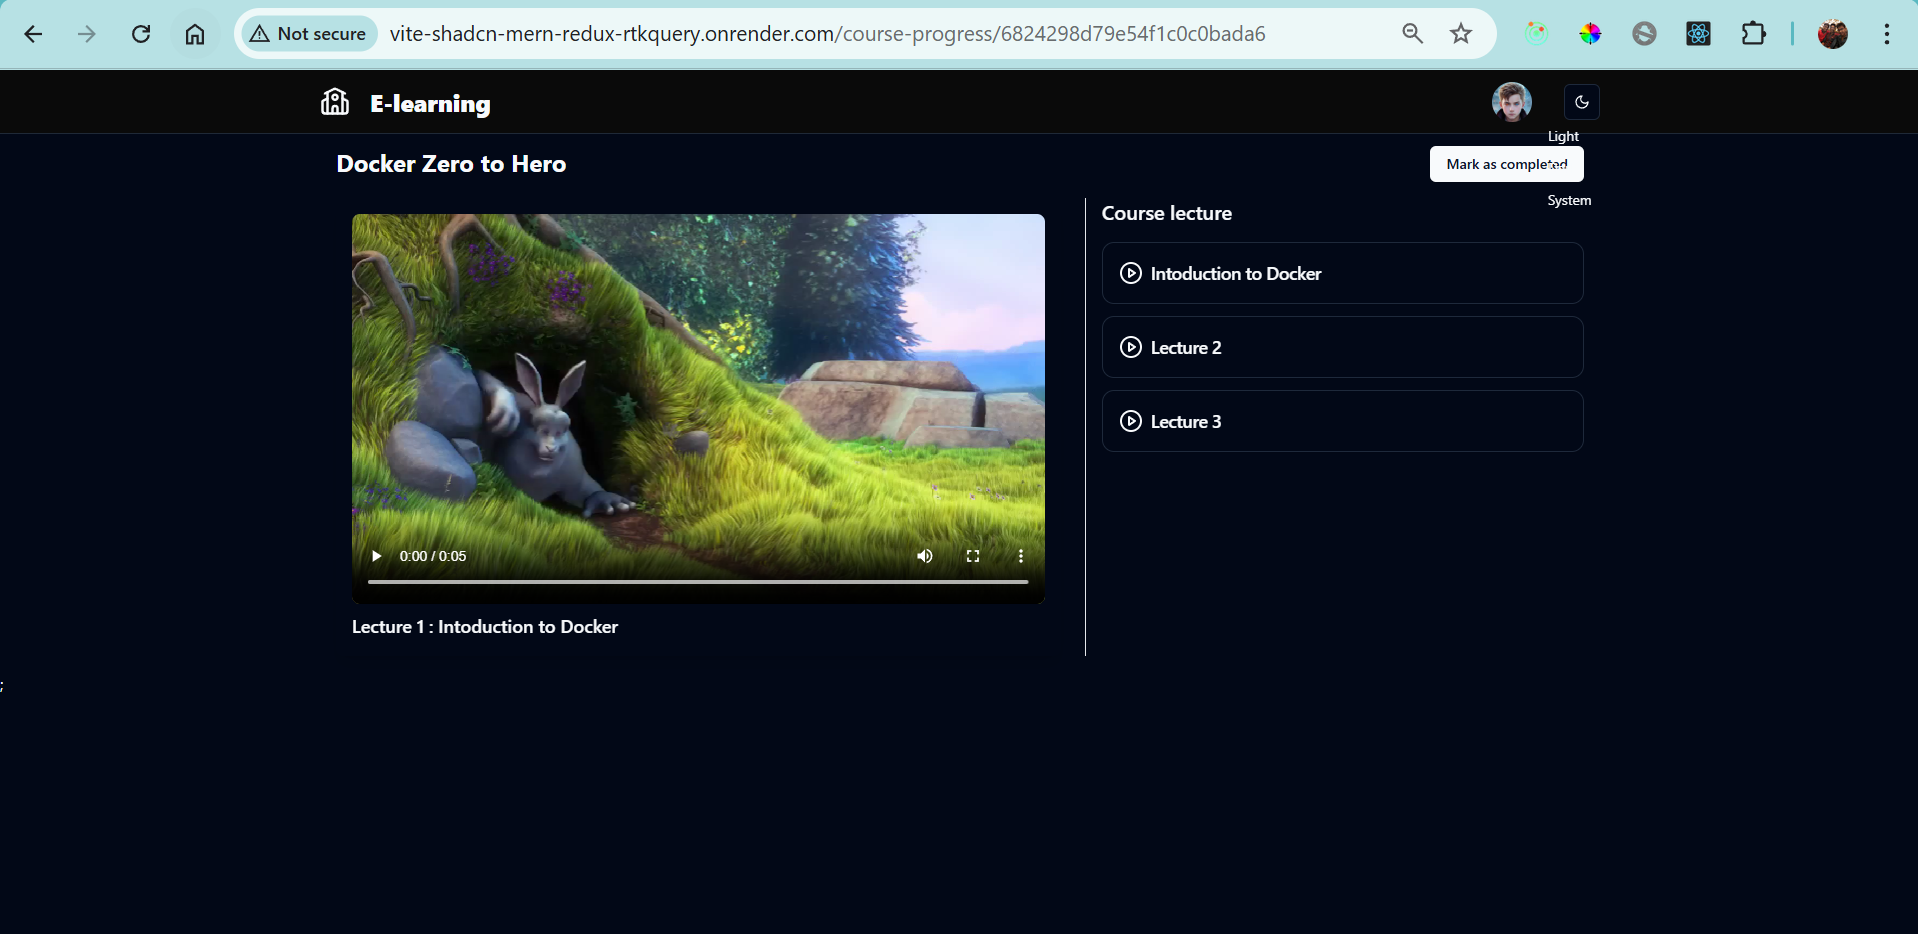 Not secure
vite-shadcn-mern-redux-rtkquery.onrender.com/course-progress/6824298d79e54f1c0c0bada6
E-learning
Light
Docker Zero to Hero
Mark as completed
System
Course lecture
Intoduction to Docker
Lecture 2
Lecture 3
0:00 / 0:05
Lecture 1 : Intoduction to Docker
;